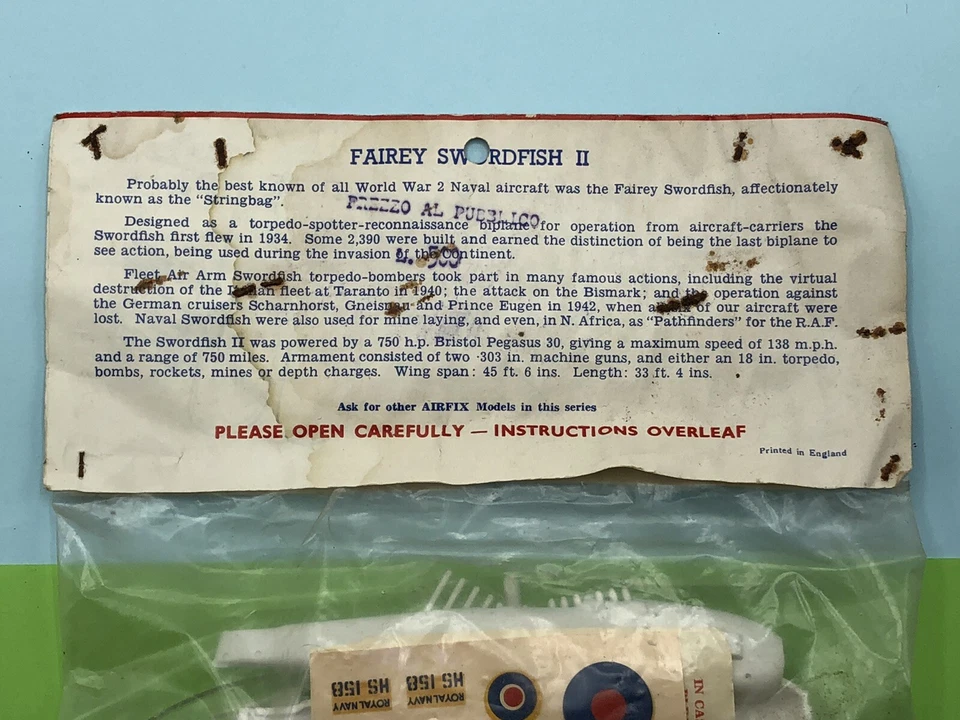 FAIREY SWORDFISH II
Probably the best known of all World War 2 Naval aircraft was the Fairey Swordfish, affectionately
known as the "Stringbag".
PREZZO AL PUBBLICO
Designed as a torpedo-spotter-reconnaissance biplane for operation from aircraft-carriers the
Swordfish first flew in 1934. Some 2,390 were built and earned the distinction of being the last biplane to
see action, being used during the invasion of the Continent.
Fleet Air Arm Swordfish torpedo-bombers took part in many famous actions, including the virtual
destruction of the Italian fleet at Taranto in 1940; the attack on the Bismark; and the operation against
the German cruisers Scharnhorst, Gneisnau and Prince Eugen in 1942, when all six of our aircraft were
lost. Naval Swordfish were also used for mine laying, and even, in N. Africa, as "Pathfinders" for the R.A.F.
The Swordfish II was powered by a 750 h.p. Bristol Pegasus 30, giving a maximum speed of 138 m.p.h.
and a range of 750 miles. Armament consisted of two ·303 in. machine guns, and either an 18 in. torpedo,
bombs, rockets, mines or depth charges. Wing span: 45 ft. 6 ins. Length: 33 ft. 4 ins.
Ask for other AIRFIX Models in this series
PLEASE OPEN CAREFULLY — INSTRUCTIONS OVERLEAF
Printed in England
ROYAL NAVY
HS 158
ROYAL NAVY
HS 158
IN